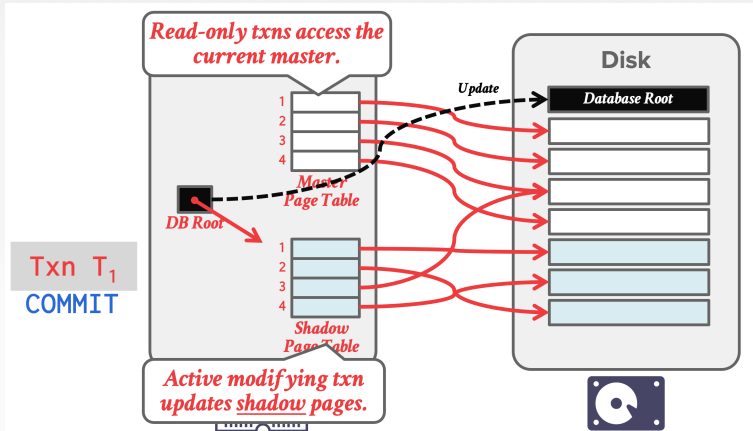 Read-only txns access the
current master.
Disk
Update
Database Root
1
2
3
4
Master
Page Table
DB Root
Txn T1
COMMIT
1
2
3
4
Shadow
Page Table
Active modifying txn
updates shadow pages.